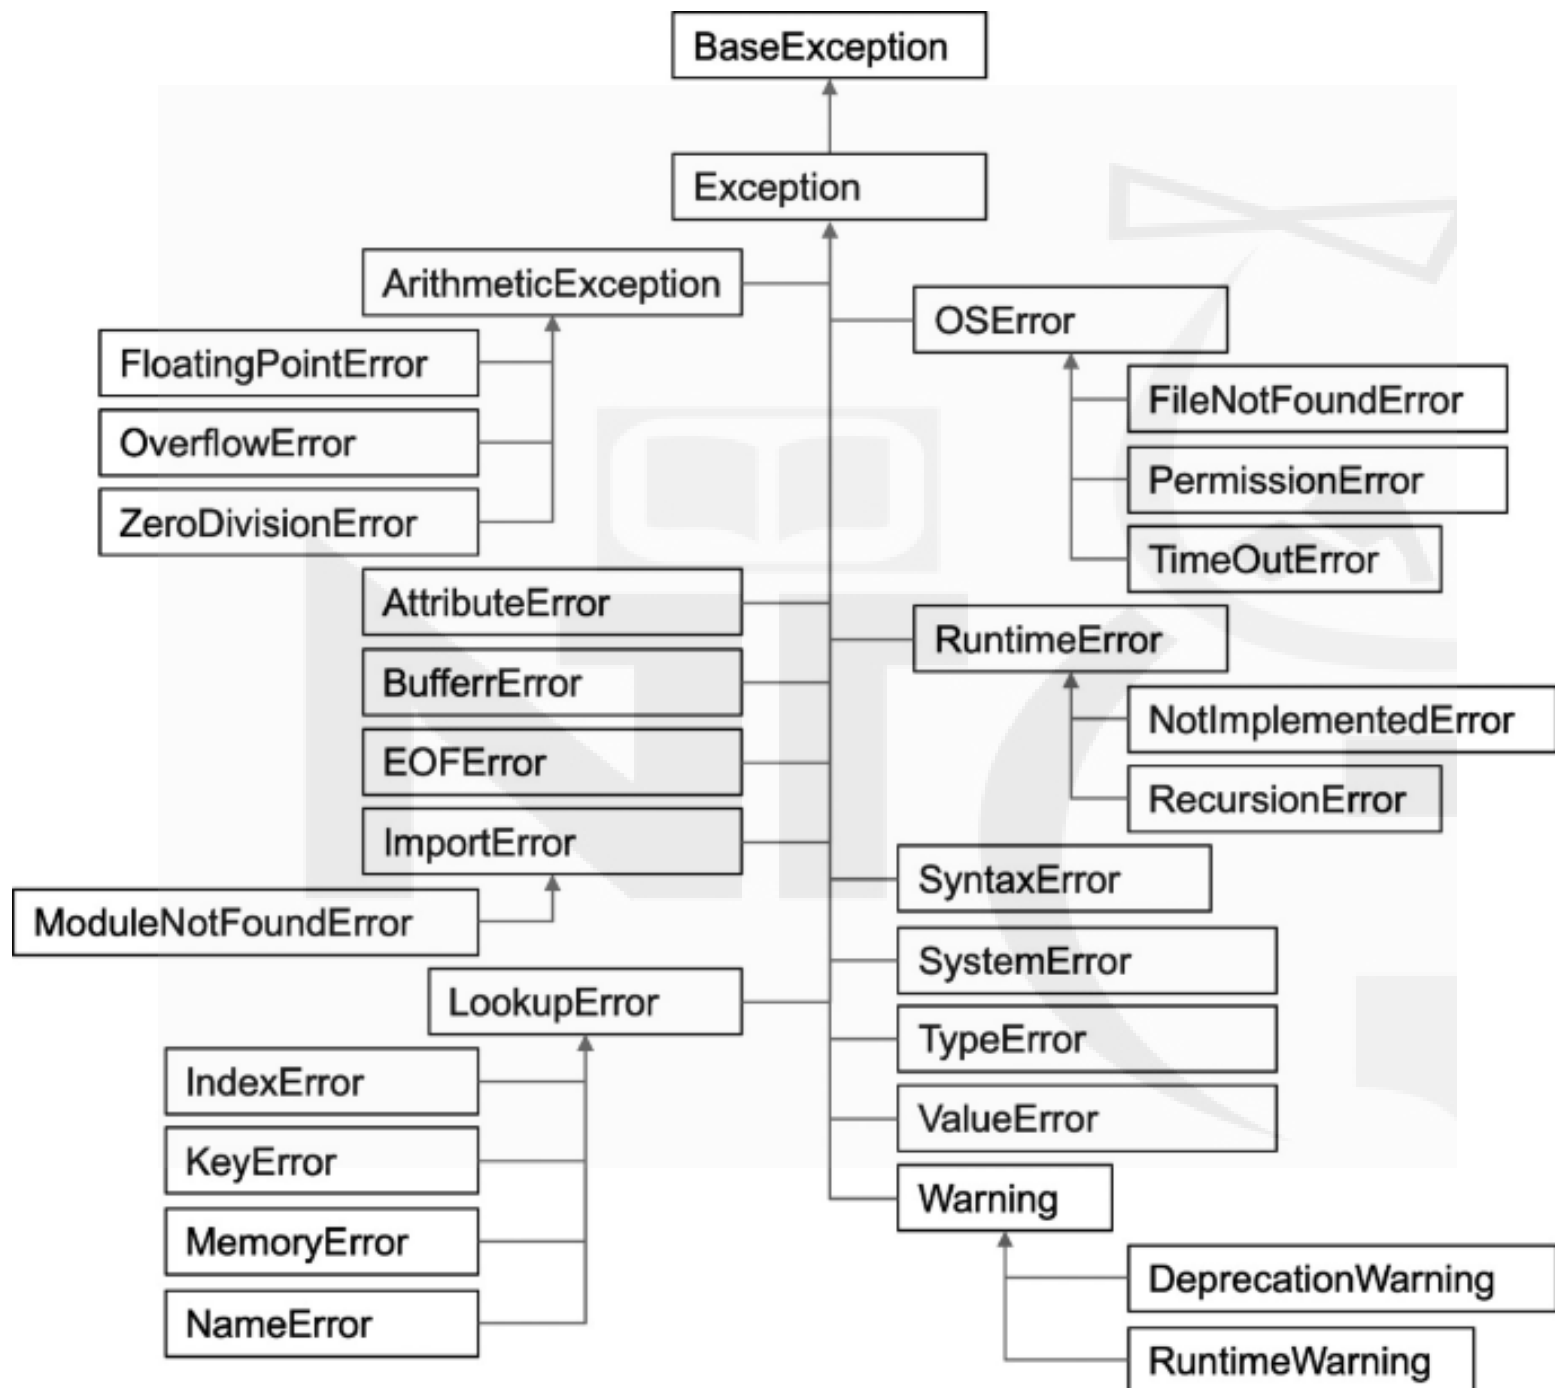 BaseException
Exception
ArithmeticException
FloatingPointError
OverflowError
ZeroDivisionError
AttributeError
BufferrError
EOFError
ImportError
ModuleNotFoundError
LookupError
IndexError
KeyError
MemoryError
NameError
OSError
FileNotFoundError
PermissionError
TimeOutError
RuntimeError
NotImplementedError
RecursionError
SyntaxError
SystemError
TypeError
ValueError
Warning
DeprecationWarning
RuntimeWarning